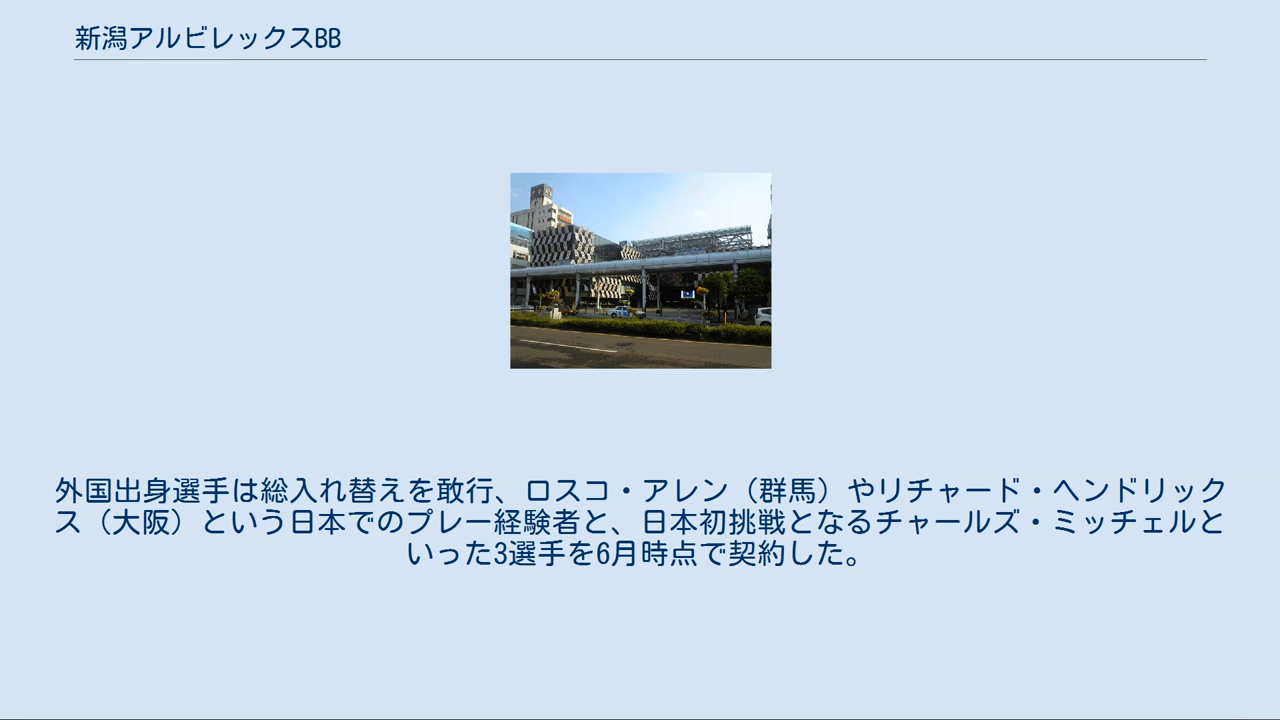 新潟アルビレックスBB
外国出身選手は総入れ替えを敢行、ロスコ・アレン（群馬）やリチャード・ヘンドリック
ス（大阪）という日本でのプレー経験者と、日本初挑戦となるチャールズ・ミッチェルと
いった3選手を6月時点で契約した。